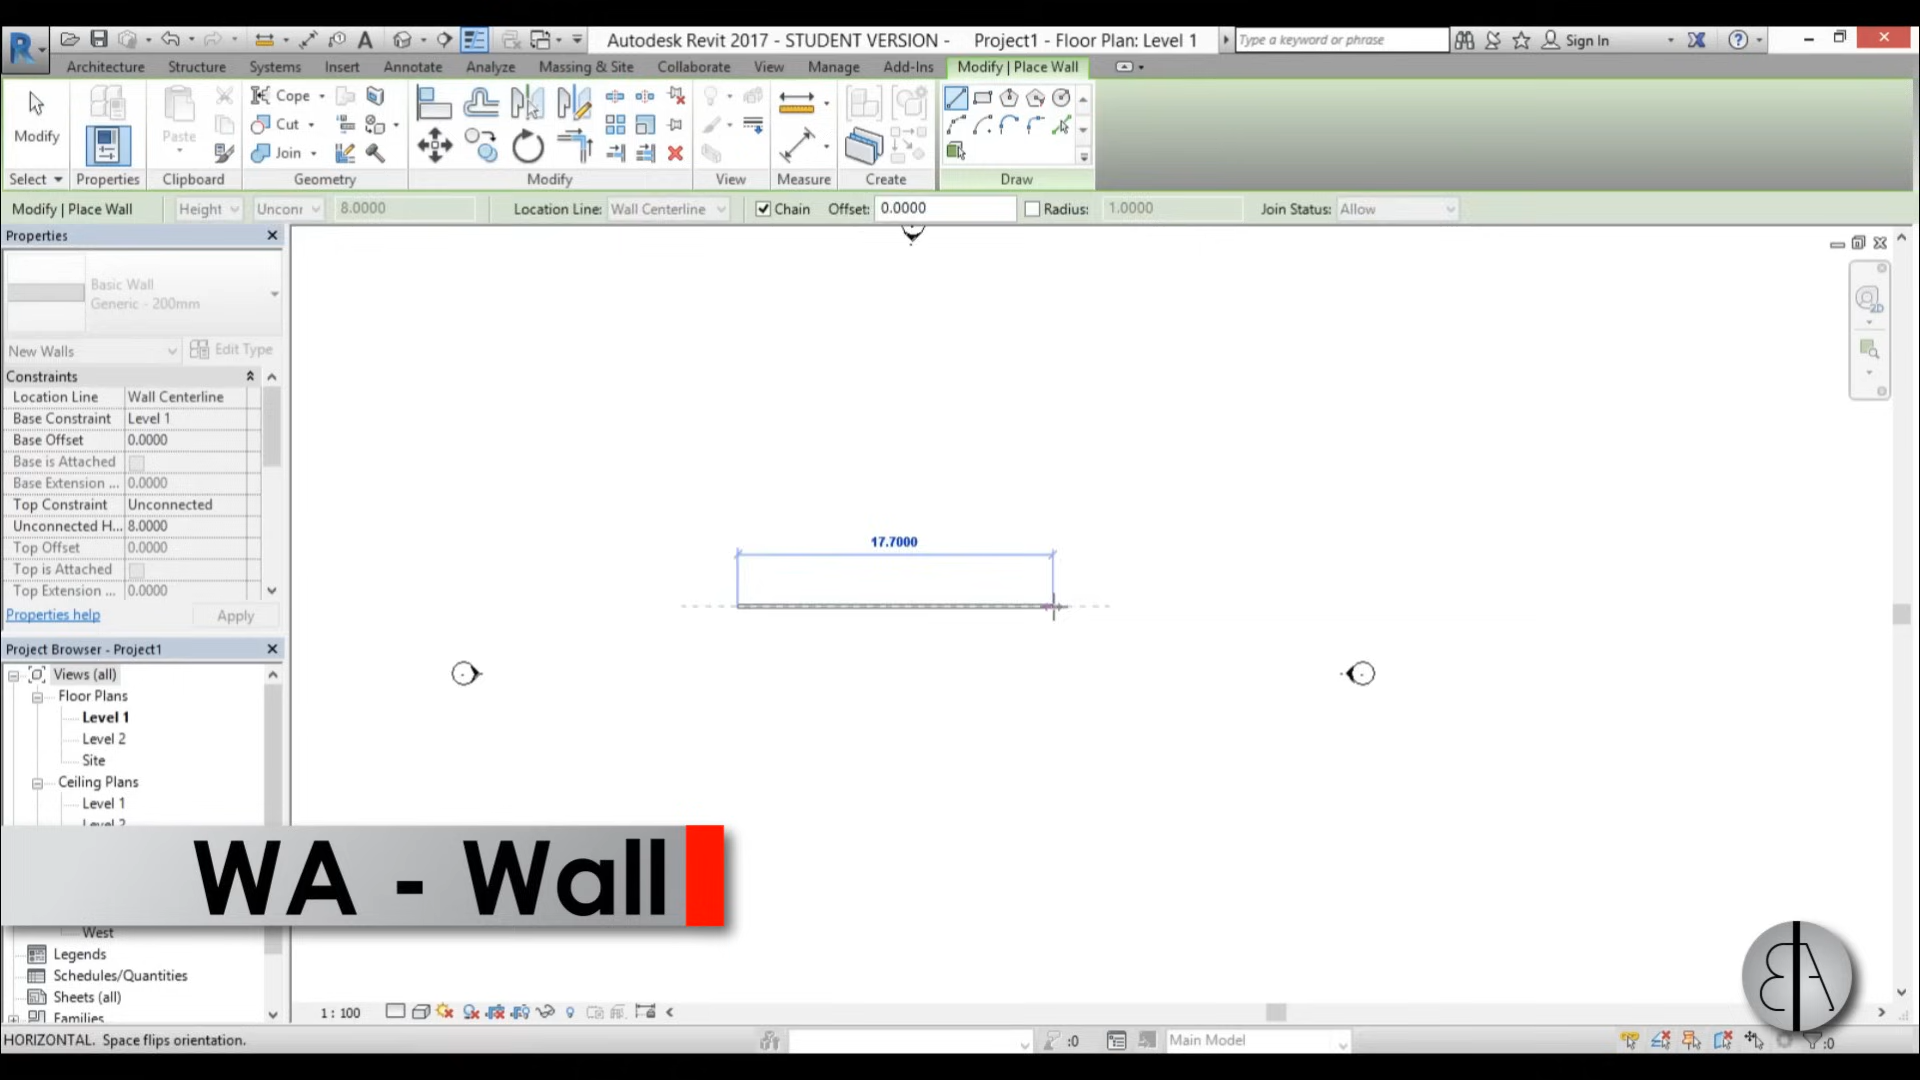 Autodesk Revit 2017 - STUDENT VERSION - Project1 - Floor Plan: Level 1
Type a keyword or phrase
Sign In
Architecture Structure Systems Insert Annotate Analyze Massing & Site Collaborate View Manage Add-Ins Modify | Place Wall
Modify
Paste
Cope
Cut
Join
Select Properties Clipboard Geometry Modify View Measure Create Draw
Modify | Place Wall Height Unconr 8.0000 Location Line: Wall Centerline Chain Offset: 0.0000 Radius: 1.0000 Join Status: Allow
Properties
Basic Wall
Generic - 200mm
New Walls Edit Type
Constraints
Location Line Wall Centerline
Base Constraint Level 1
Base Offset 0.0000
Base is Attached
Base Extension ... 0.0000
Top Constraint Unconnected
Unconnected H... 8.0000
Top Offset 0.0000
Top is Attached
Top Extension ... 0.0000
Properties help Apply
17.7000
2D
Project Browser - Project1
Views (all)
Floor Plans
Level 1
Level 2
Site
Ceiling Plans
Level 1
Level 2
WA - Wall
West
Legends
Schedules/Quantities
Sheets (all)
Families
1 : 100
HORIZONTAL. Space flips orientation.
:0
Main Model
:0